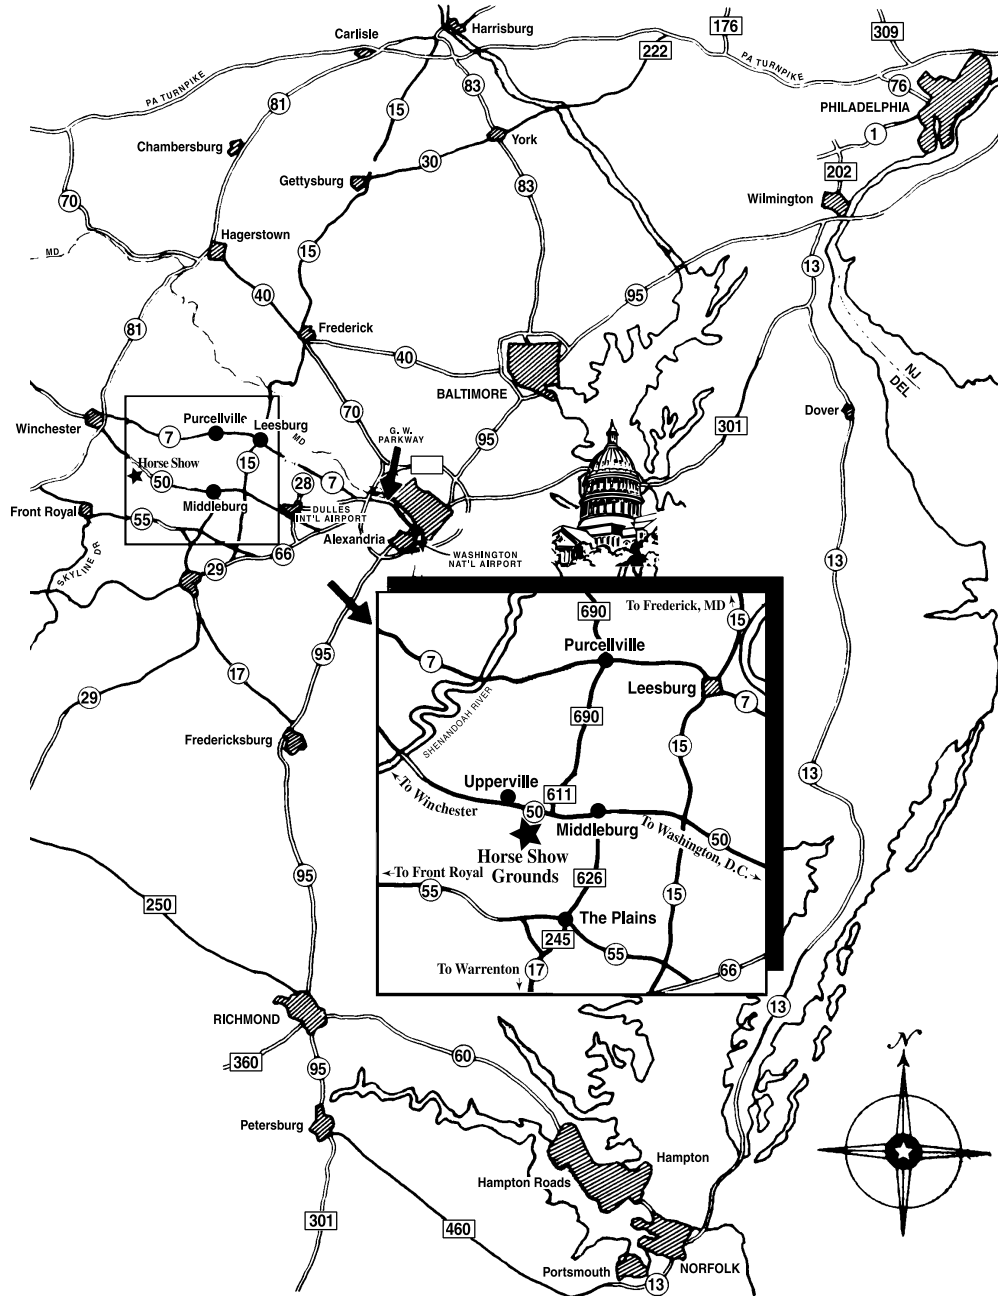 Harrisburg
Carlisle
176
309
222
PA TURNPIKE
PA TURNPIKE
83
76
81
15
PHILADELPHIA
1
Chambersburg
York
30
202
Gettysburg
83
70
Wilmington
Hagerstown
MD
15
13
40
95
81
Frederick
40
NJ
DEL
BALTIMORE
70
Dover
Winchester
Purcellville
Leesburg
7
MD
G. W.
PARKWAY
95
301
Horse Show
50
15
7
28
Middleburg
DULLES
INT'L AIRPORT
Front Royal
55
Alexandria
66
WASHINGTON
NAT'L AIRPORT
SKYLINE DR
29
13
690
To Frederick, MD
15
Purcellville
95
7
17
Leesburg
7
29
SHENANDOAH RIVER
690
15
Fredericksburg
13
To Winchester
Upperville
611
50
Middleburg
To Washington, D.C.
50
Horse Show
Grounds
To Front Royal
55
626
15
95
250
The Plains
245
55
To Warrenton
17
66
13
RICHMOND
N
360
95
60
Petersburg
Hampton
Hampton Roads
301
460
NORFOLK
Portsmouth
13